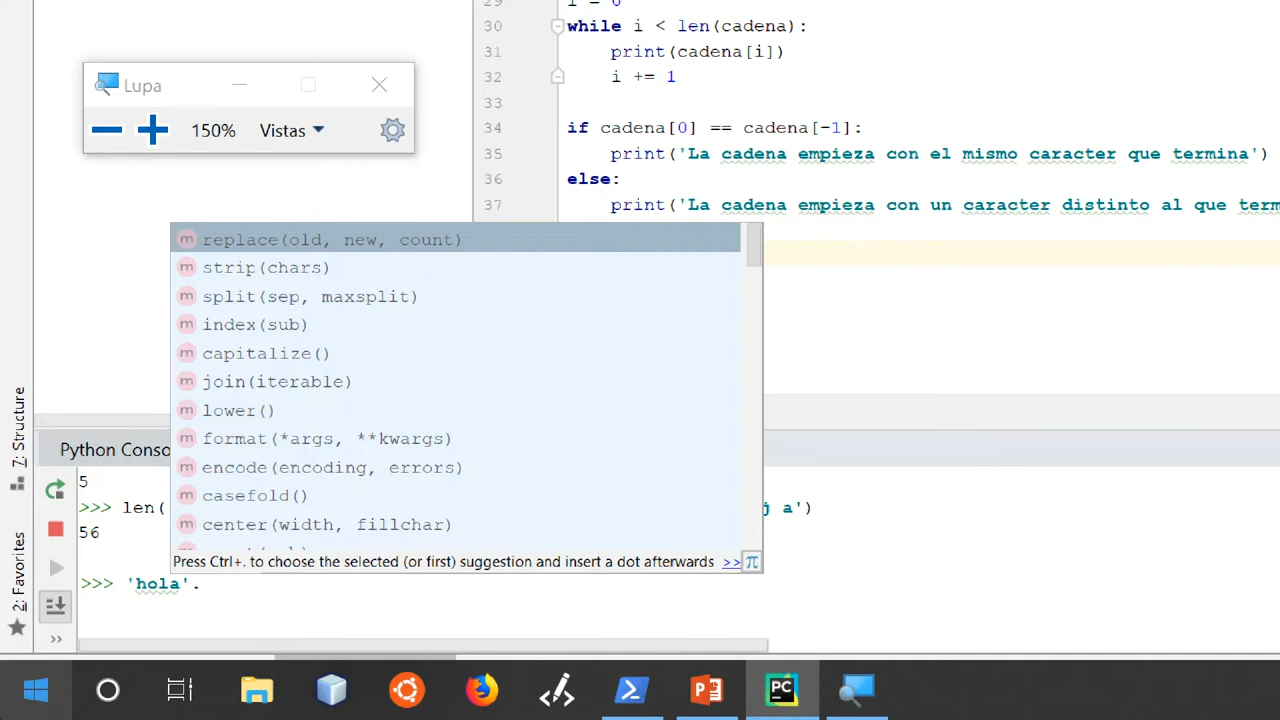 29 i = 0
30 while i < len(cadena):
31 print(cadena[i])
32 i += 1
33
34 if cadena[0] == cadena[-1]:
35 print('La cadena empieza con el mismo caracter que termina')
36 else:
37 print('La cadena empieza con un caracter distinto al que term
Lupa
150% Vistas
replace(old, new, count)
strip(chars)
split(sep, maxsplit)
index(sub)
capitalize()
join(iterable)
lower()
format(*args, **kwargs)
encode(encoding, errors)
casefold()
center(width, fillchar)
Press Ctrl+. to choose the selected (or first) suggestion and insert a dot afterwards >> π
7: Structure
2: Favorites
Python Conso
5
>>> len( j a')
56
>>> 'hola'.
>>
PC